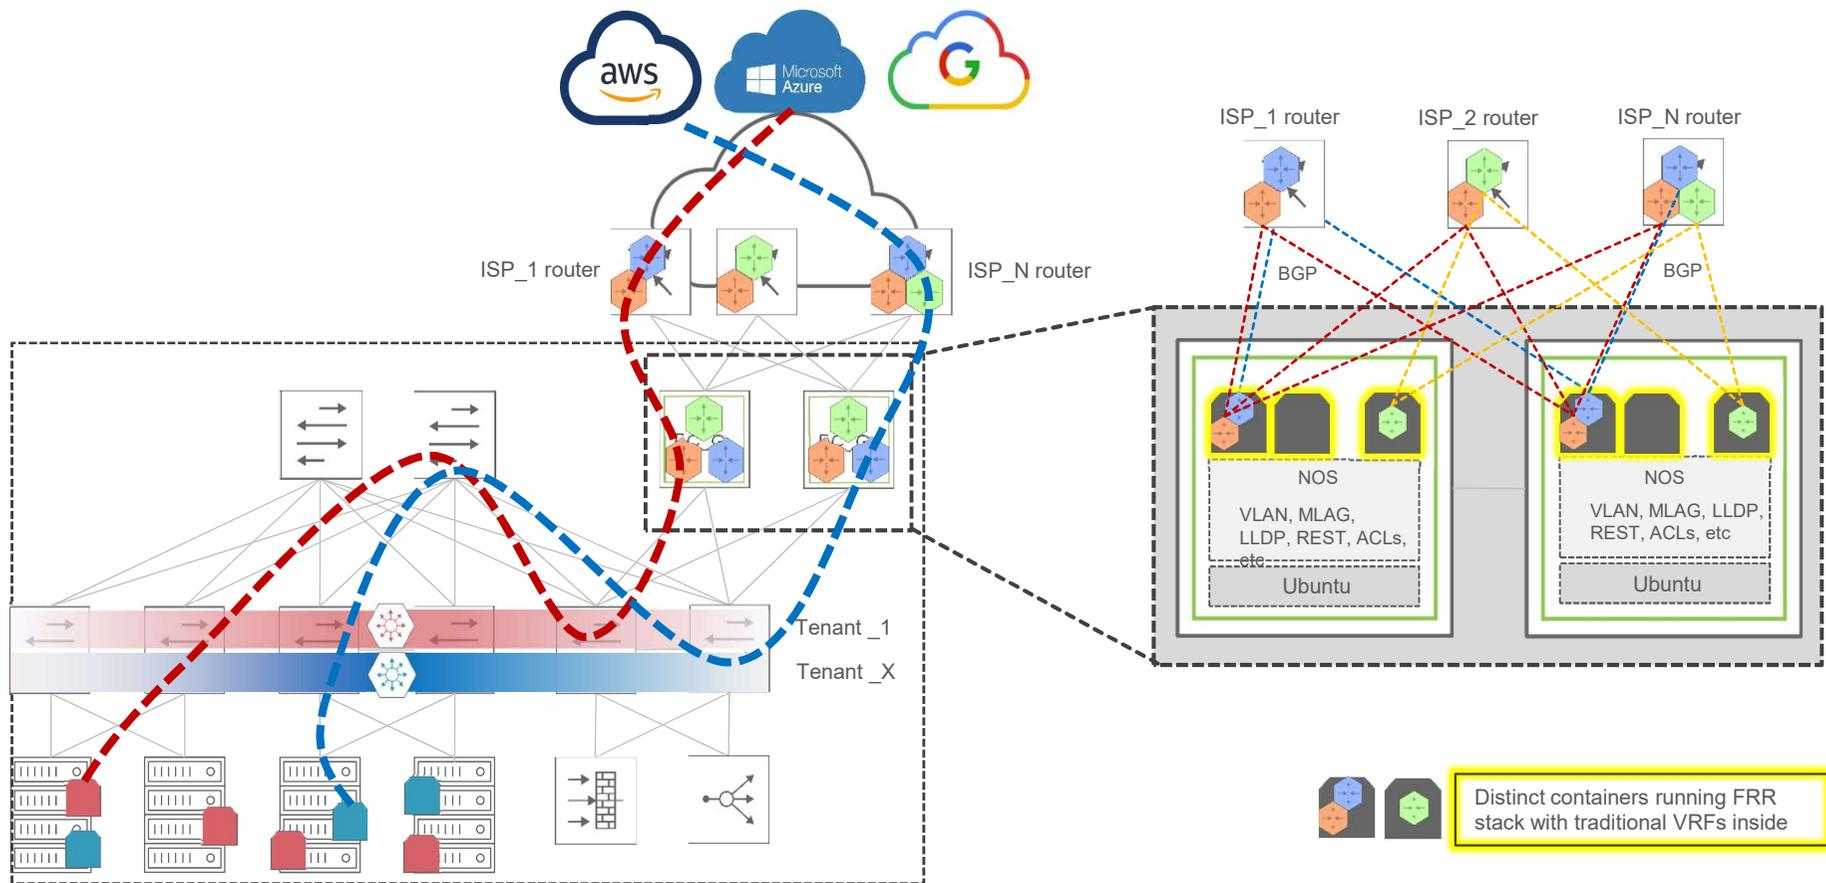 aws
Microsoft
Azure
G
ISP_1 router
ISP_N router
Tenant _1
Tenant _X
ISP_1 router
ISP_2 router
ISP_N router
BGP
BGP
NOS
VLAN, MLAG,
LLDP, REST, ACLs,
etc
Ubuntu
NOS
VLAN, MLAG, LLDP,
REST, ACLs, etc
Ubuntu
Distinct containers running FRR
stack with traditional VRFs inside